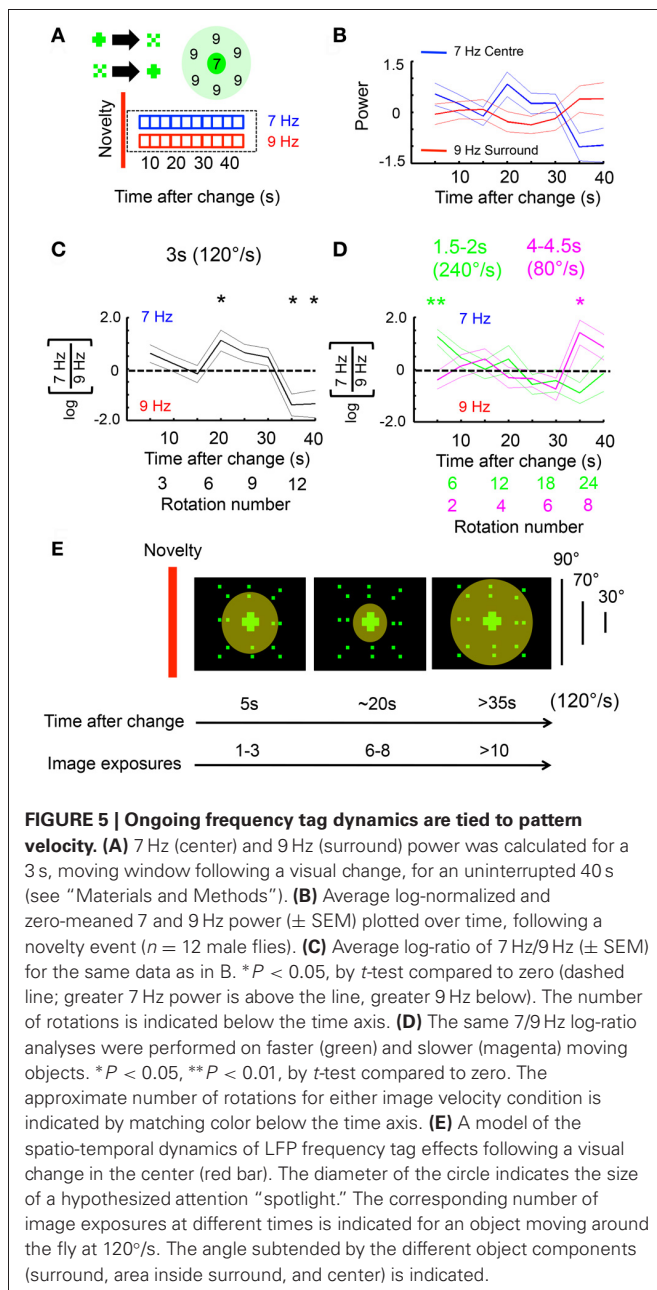 A
9
9 9
7
9 9
9
Novelty
7 Hz
9 Hz
10 20 30 40
Time after change (s)
B
1.5
0
-1.5
Power
7 Hz Centre
9 Hz Surround
10 20 30 40
Time after change (s)
C
3s (120°/s)
* * *
2.0
0
-2.0
log [7 Hz / 9 Hz]
7 Hz
9 Hz
10 20 30 40
Time after change (s)
3 6 9 12
Rotation number
D
1.5-2s (240°/s)
4-4.5s (80°/s)
** *
2.0
0
-2.0
log [7 Hz / 9 Hz]
7 Hz
9 Hz
10 20 30 40
Time after change (s)
6 12 18 24
2 4 6 8
Rotation number
E
Novelty
90°
70°
30°
5s ~20s >35s (120°/s)
Time after change
1-3 6-8 >10
Image exposures
FIGURE 5 | Ongoing frequency tag dynamics are tied to pattern
velocity. (A) 7 Hz (center) and 9 Hz (surround) power was calculated for a
3 s, moving window following a visual change, for an uninterrupted 40 s
(see “Materials and Methods”). (B) Average log-normalized and
zero-meaned 7 and 9 Hz power (± SEM) plotted over time, following a
novelty event (n = 12 male flies). (C) Average log-ratio of 7 Hz/9 Hz (± SEM)
for the same data as in B. *P < 0.05, by t-test compared to zero (dashed
line; greater 7 Hz power is above the line, greater 9 Hz below). The number
of rotations is indicated below the time axis. (D) The same 7/9 Hz log-ratio
analyses were performed on faster (green) and slower (magenta) moving
objects. *P < 0.05, **P < 0.01, by t-test compared to zero. The
approximate number of rotations for either image velocity condition is
indicated by matching color below the time axis. (E) A model of the
spatio-temporal dynamics of LFP frequency tag effects following a visual
change in the center (red bar). The diameter of the circle indicates the size
of a hypothesized attention “spotlight.” The corresponding number of
image exposures at different times is indicated for an object moving around
the fly at 120°/s. The angle subtended by the different object components
(surround, area inside surround, and center) is indicated.